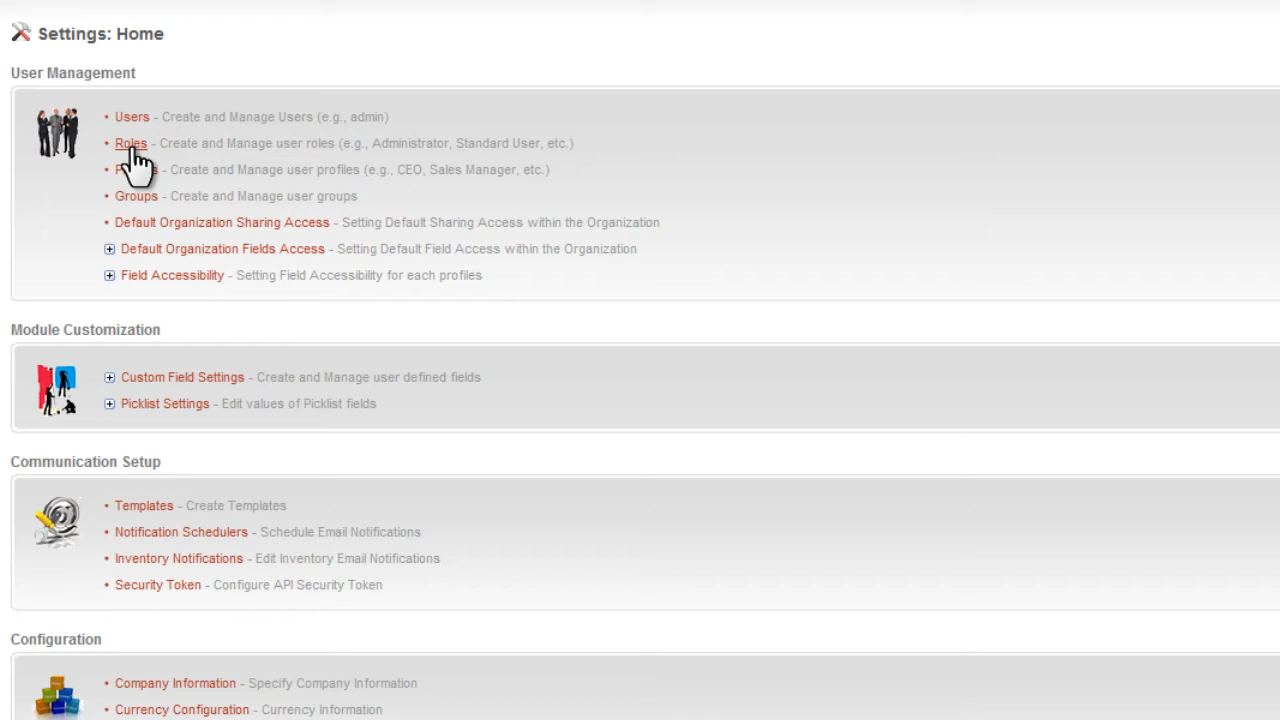 Settings: Home
User Management
• Users - Create and Manage Users (e.g., admin)
• Roles - Create and Manage user roles (e.g., Administrator, Standard User, etc.)
• - Create and Manage user profiles (e.g., CEO, Sales Manager, etc.)
• Groups - Create and Manage user groups
• Default Organization Sharing Access - Setting Default Sharing Access within the Organization
Default Organization Fields Access - Setting Default Field Access within the Organization
Field Accessibility - Setting Field Accessibility for each profiles
Module Customization
Custom Field Settings - Create and Manage user defined fields
Picklist Settings - Edit values of Picklist fields
Communication Setup
• Templates - Create Templates
• Notification Schedulers - Schedule Email Notifications
• Inventory Notifications - Edit Inventory Email Notifications
• Security Token - Configure API Security Token
Configuration
• Company Information - Specify Company Information
• Currency Configuration - Currency Information